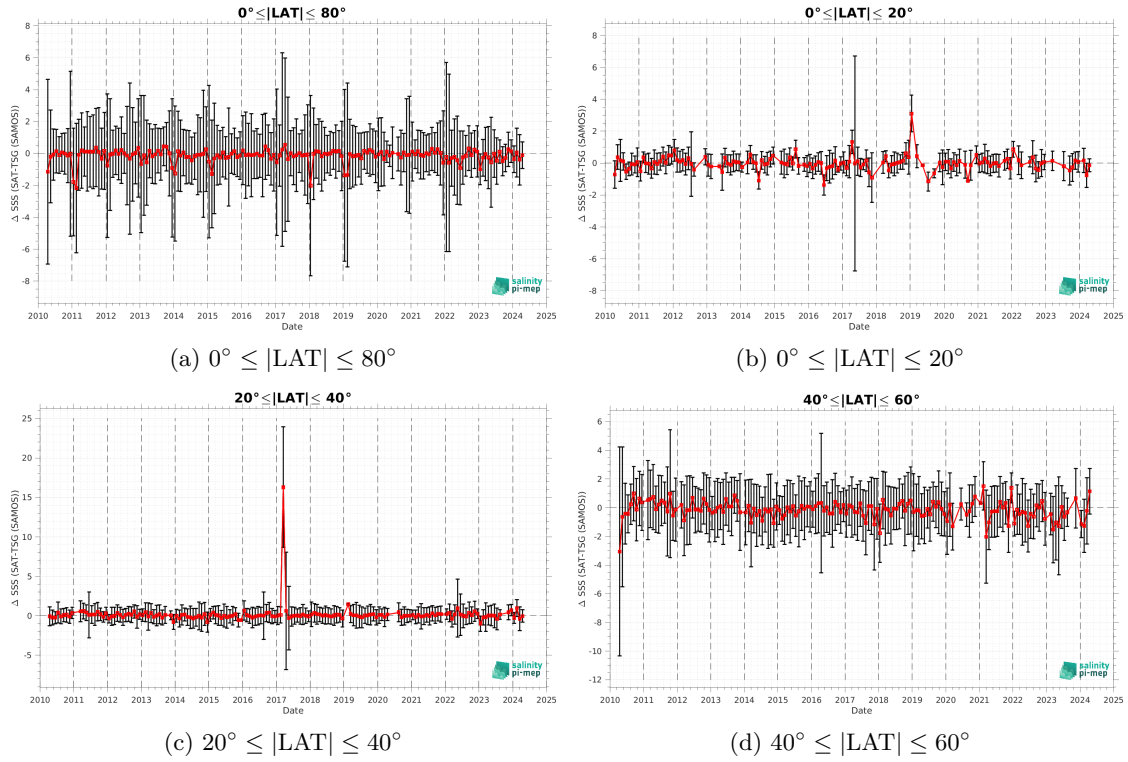 0°≤|LAT|≤ 80°
8
6
4
2
0
-2
-4
-6
-8
Δ SSS (SAT-TSG (SAMOS))
2010 2011 2012 2013 2014 2015 2016 2017 2018 2019 2020 2021 2022 2023 2024 2025
Date
salinity
pi-mep
(a) 0° ≤ |LAT| ≤ 80°
0°≤|LAT|≤ 20°
8
6
4
2
0
-2
-4
-6
-8
Δ SSS (SAT-TSG (SAMOS))
2010 2011 2012 2013 2014 2015 2016 2017 2018 2019 2020 2021 2022 2023 2024 2025
Date
salinity
pi-mep
(b) 0° ≤ |LAT| ≤ 20°
20°≤|LAT|≤ 40°
25
20
15
10
5
0
-5
Δ SSS (SAT-TSG (SAMOS))
2010 2011 2012 2013 2014 2015 2016 2017 2018 2019 2020 2021 2022 2023 2024 2025
Date
salinity
pi-mep
(c) 20° ≤ |LAT| ≤ 40°
40°≤|LAT|≤ 60°
6
4
2
0
-2
-4
-6
-8
-10
-12
Δ SSS (SAT-TSG (SAMOS))
2010 2011 2012 2013 2014 2015 2016 2017 2018 2019 2020 2021 2022 2023 2024 2025
Date
salinity
pi-mep
(d) 40° ≤ |LAT| ≤ 60°